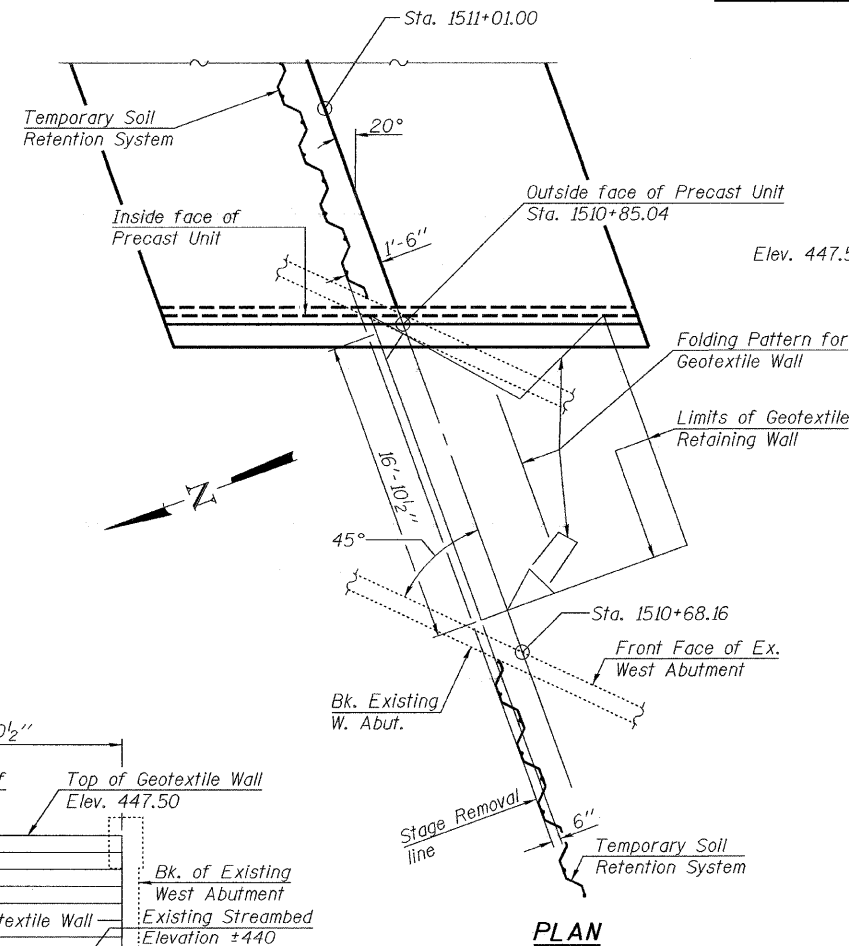 Sta. 1511+01.00
Temporary Soil
Retention System
20°
Outside face of Precast Unit
Sta. 1510+85.04
Inside face of
Precast Unit
1'-6"
Elev. 447.5
Folding Pattern for
Geotextile Wall
Limits of Geotextile
Retaining Wall
16'-10½"
N
45°
Sta. 1510+68.16
Front Face of Ex.
West Abutment
Bk. Existing
W. Abut.
0½"
Top of Geotextile Wall
Elev. 447.50
Stage Removal
line
6"
Temporary Soil
Retention System
Bk. of Existing
West Abutment
textile Wall
Existing Streambed
Elevation ±440
PLAN